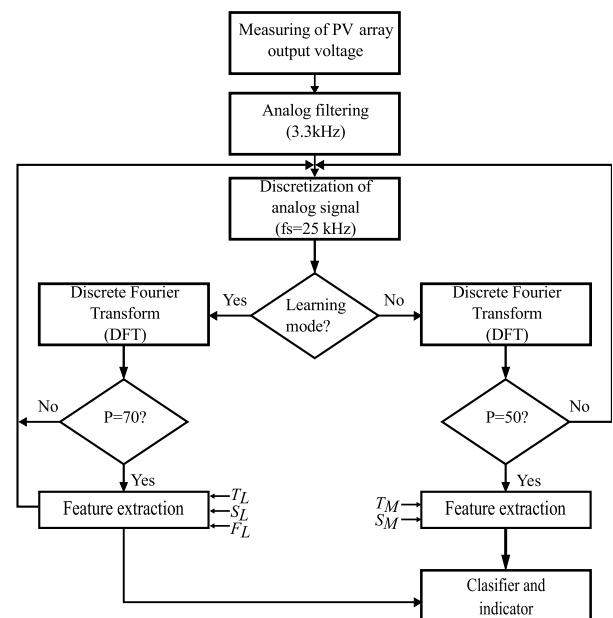 Measuring of PV array
output voltage
Analog filtering
(3.3kHz)
Discretization of
analog signal
(fs=25 kHz)
Learning
mode?
Yes
No
Discrete Fourier
Transform
(DFT)
Discrete Fourier
Transform
(DFT)
P=70?
No
Yes
P=50?
No
Yes
Feature extraction
T_L
S_L
F_L
T_M
S_M
Feature extraction
Clasifier and
indicator